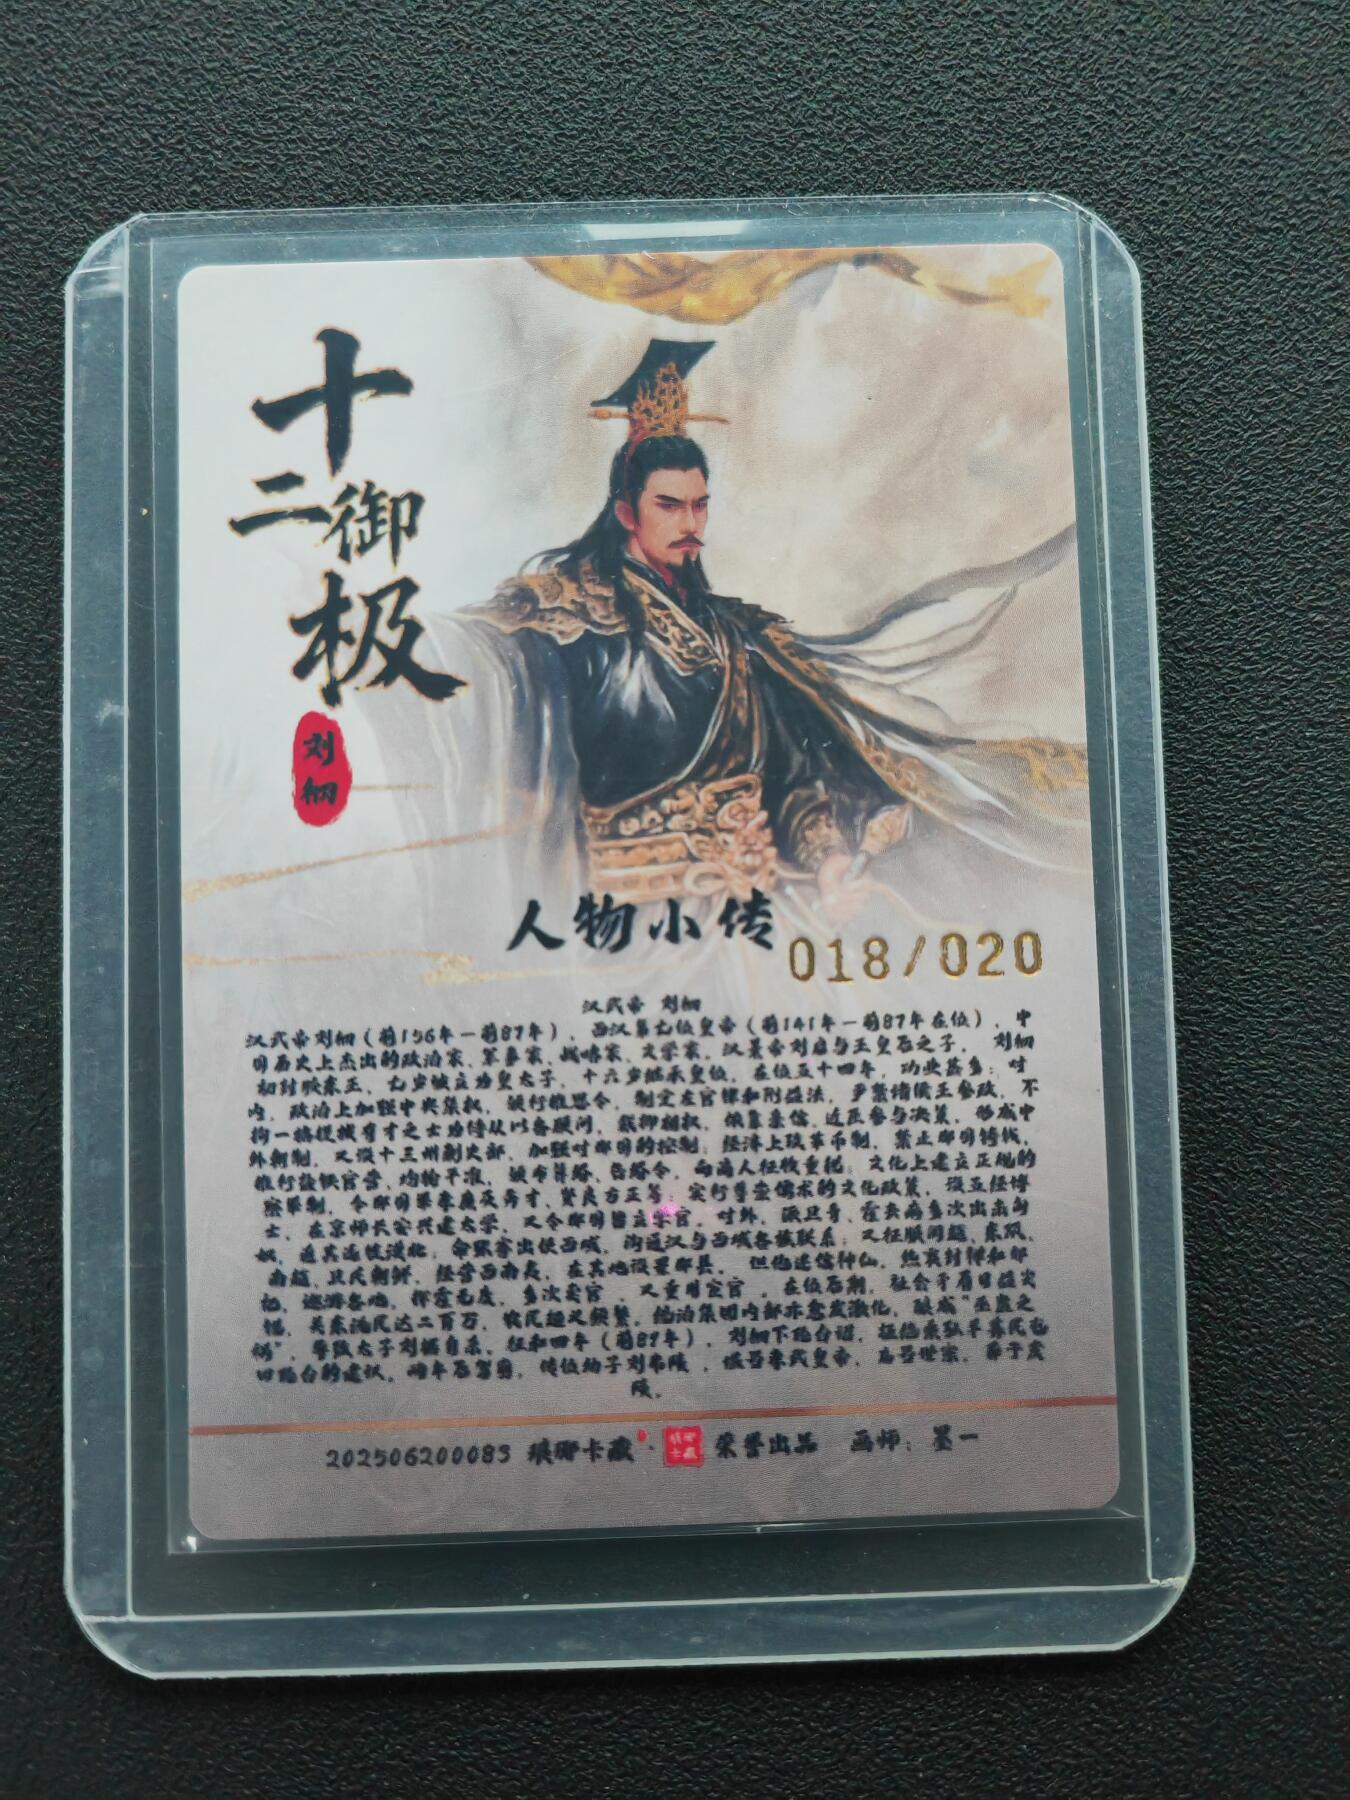 十
二御
极
刘
彻
人物小传
018/020
汉武帝 刘彻
汉武帝刘彻（前156年－前87年），西汉第七位皇帝（前141年－前87年在位），中
国历史上杰出的政治家、军事家、战略家、文学家。汉景帝刘启与王皇后之子。 刘彻
初封胶东王，七岁被立为皇太子，十六岁继承皇位，在位五十四年，功业甚多：对
内，政治上加强中央集权，颁行推恩令，制定左官律和附益法，严禁诸侯王参政，不
拘一格提拔有才之士为侍从以备顾问，裁抑相权，倚靠亲信、近臣参与决策，形成中
外朝制，又设十三州刺史部，加强对郡国的控制；经济上改革币制，禁止郡国铸钱，
推行盐铁官营、均输平准，颁布算缗、告缗令，向商人征收重税；文化上建立正规的
察举制，令郡国举孝廉及秀才、贤良方正等；实行尊崇儒术的文化政策，设五经博
士，在京师长安兴建太学，又令郡国皆立学官。对外，派卫青、霍去病多次出击匈
奴，迫其远徙漠北，命张骞出使西域，沟通汉与西域各族联系；又征服闽越、东瓯、
南越、卫氏朝鲜，经营西南夷，在其地设置郡县。但他迷信神仙，热衷封禅和郊
祀，巡游各地，挥霍无度，多次卖官 ，又重用宦官 。在位后期，社会矛盾日益尖
锐，关东流民达二百万，农民起义频繁，统治集团内部亦愈发激化，酿成“巫蛊之
祸”，导致太子刘据自杀。征和四年（前89年），刘彻下轮台诏，拒绝桑弘羊募民屯
田轮台的建议。两年后驾崩，传位幼子刘弗陵 ，谥号孝武皇帝，庙号世宗，葬于茂
陵。
202506200083 琅琊卡藏 · 琅琊卡藏 荣誉出品 画师：墨一